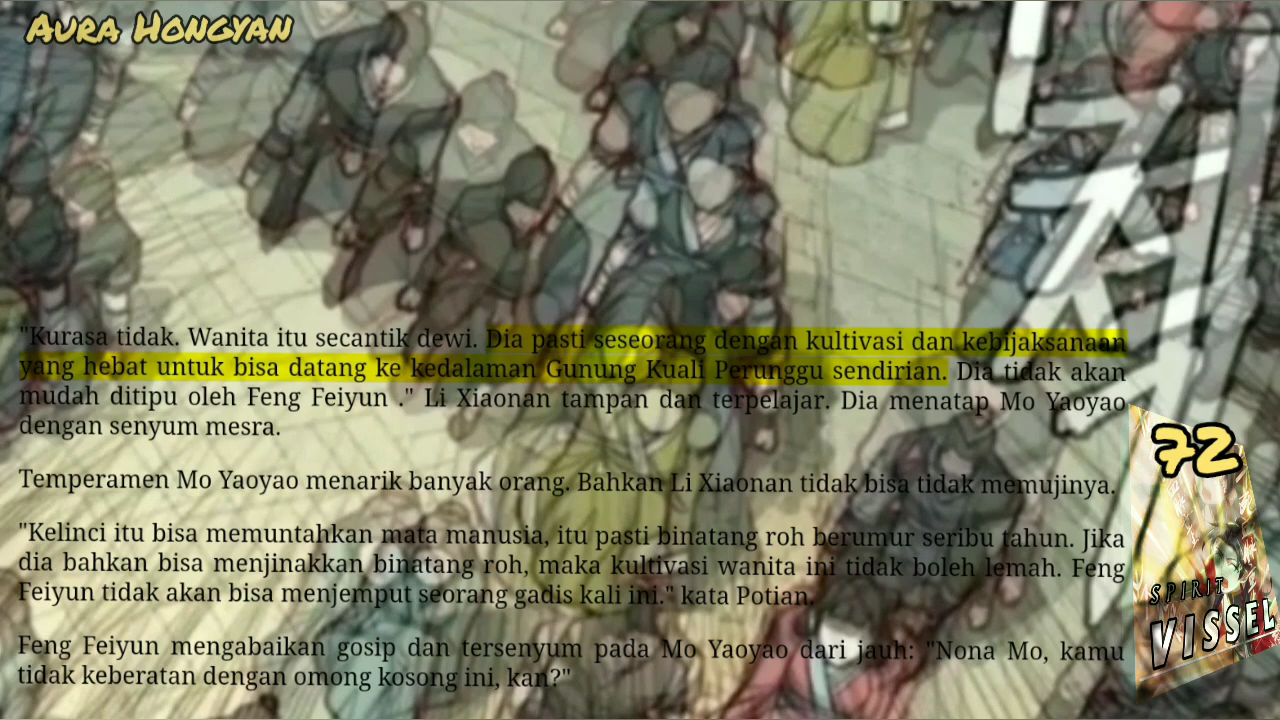 Aura Hongyan
"Kurasa tidak. Wanita itu secantik dewi. Dia pasti seseorang dengan kultivasi dan kebijaksanaan
yang hebat untuk bisa datang ke kedalaman Gunung Kuali Perunggu sendirian. Dia tidak akan
mudah ditipu oleh Feng Feiyun ." Li Xiaonan tampan dan terpelajar. Dia menatap Mo Yaoyao
dengan senyum mesra.
Temperamen Mo Yaoyao menarik banyak orang. Bahkan Li Xiaonan tidak bisa tidak memujinya.
"Kelinci itu bisa memuntahkan mata manusia, itu pasti binatang roh berumur seribu tahun. Jika
dia bahkan bisa menjinakkan binatang roh, maka kultivasi wanita ini tidak boleh lemah. Feng
Feiyun tidak akan bisa menjemput seorang gadis kali ini." kata Potian.
Feng Feiyun mengabaikan gosip dan tersenyum pada Mo Yaoyao dari jauh: "Nona Mo, kamu
tidak keberatan dengan omong kosong ini, kan?"
72
SPIRIT
VISSEL